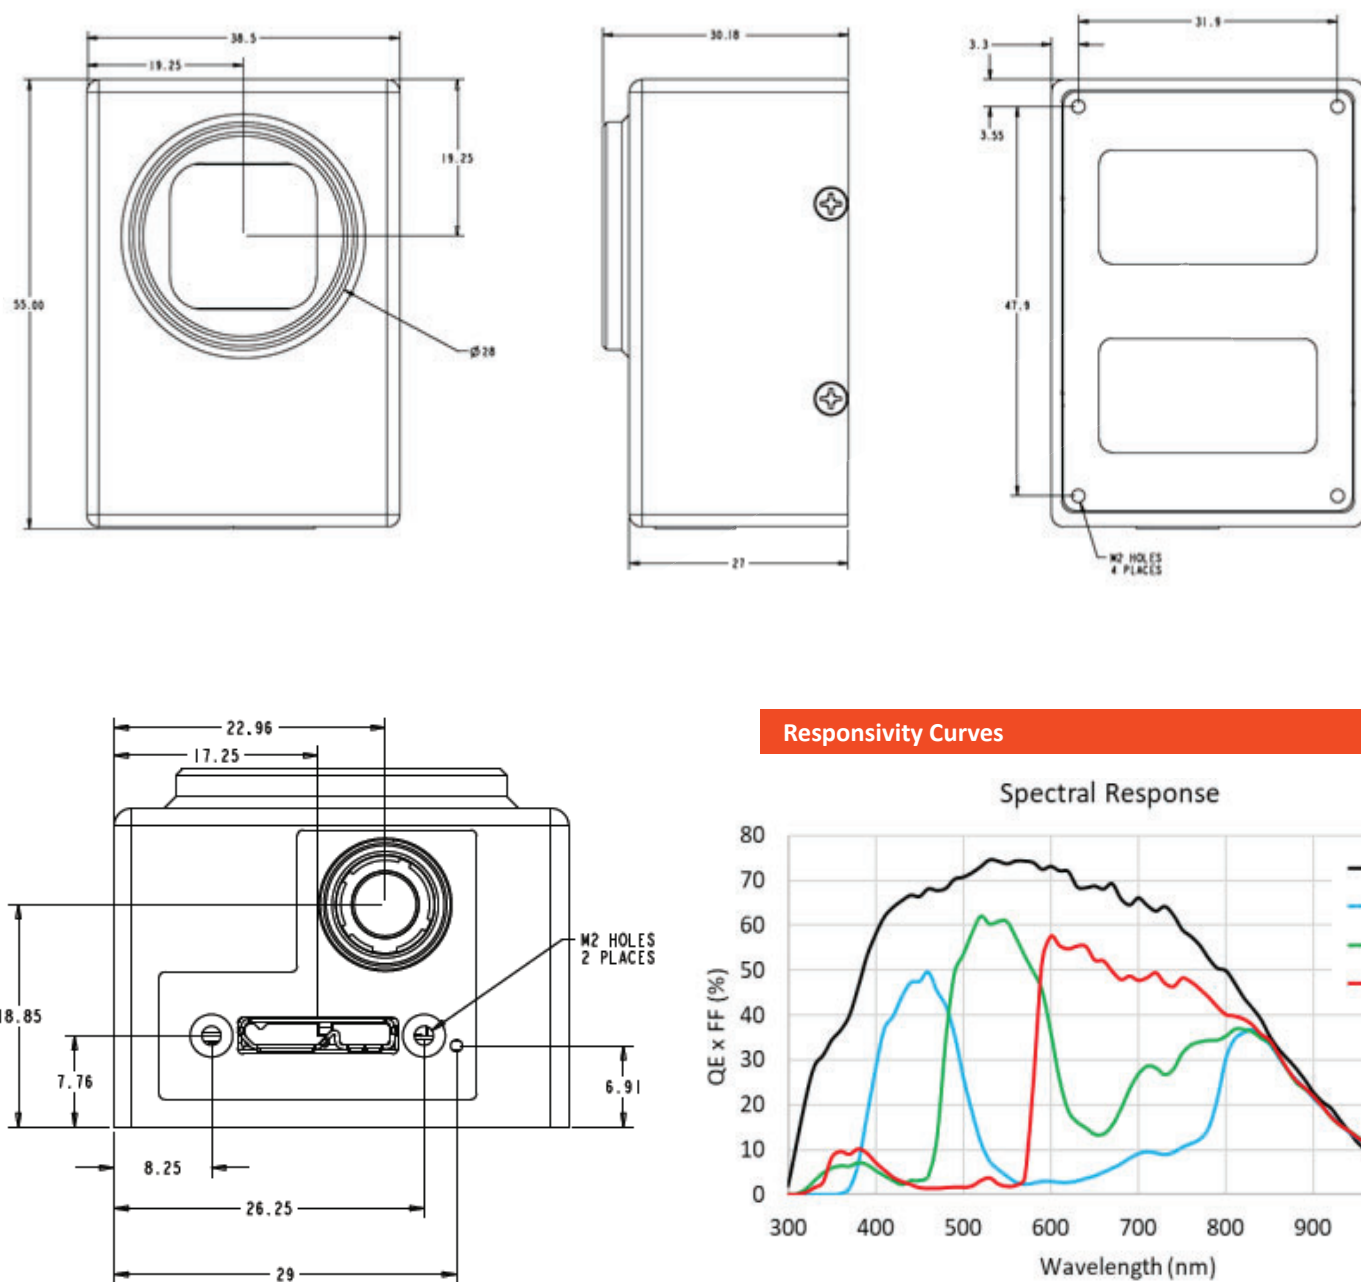 38.5
19.25
19.25
55.00
Ø28
30.18
27
31.9
3.3
3.55
47.9
M2 HOLES
4 PLACES
22.96
17.25
M2 HOLES
2 PLACES
18.85
7.76
6.91
8.25
26.25
29
Responsivity Curves
Spectral Response
QE x FF (%)
80
70
60
50
40
30
20
10
0
300 400 500 600 700 800 900
Wavelength (nm)